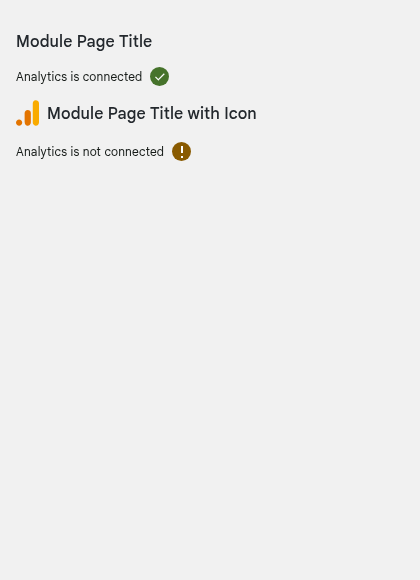 Module Page Title
Analytics is connected
Module Page Title with Icon
Analytics is not connected